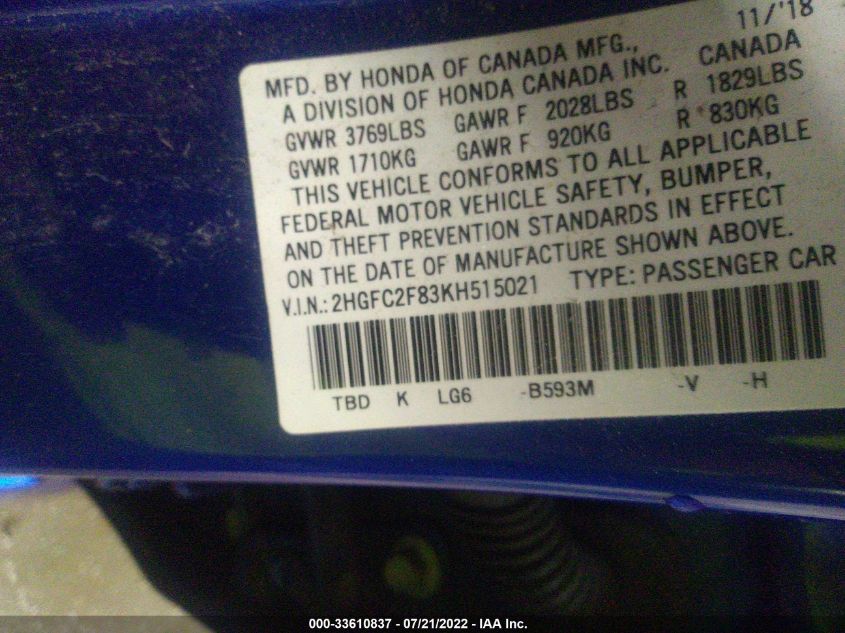 11/'18
MFD. BY HONDA OF CANADA MFG.,
A DIVISION OF HONDA CANADA INC. CANADA
GVWR 3769LBS GAWR F 2028LBS R 1829LBS
GVWR 1710KG GAWR F 920KG R 830KG
THIS VEHICLE CONFORMS TO ALL APPLICABLE
FEDERAL MOTOR VEHICLE SAFETY, BUMPER,
AND THEFT PREVENTION STANDARDS IN EFFECT
ON THE DATE OF MANUFACTURE SHOWN ABOVE.
V.I.N.: 2HGFC2F83KH515021 TYPE: PASSENGER CAR
TBD K LG6 -B593M -V -H
000-33610837 - 07/21/2022 - IAA Inc.